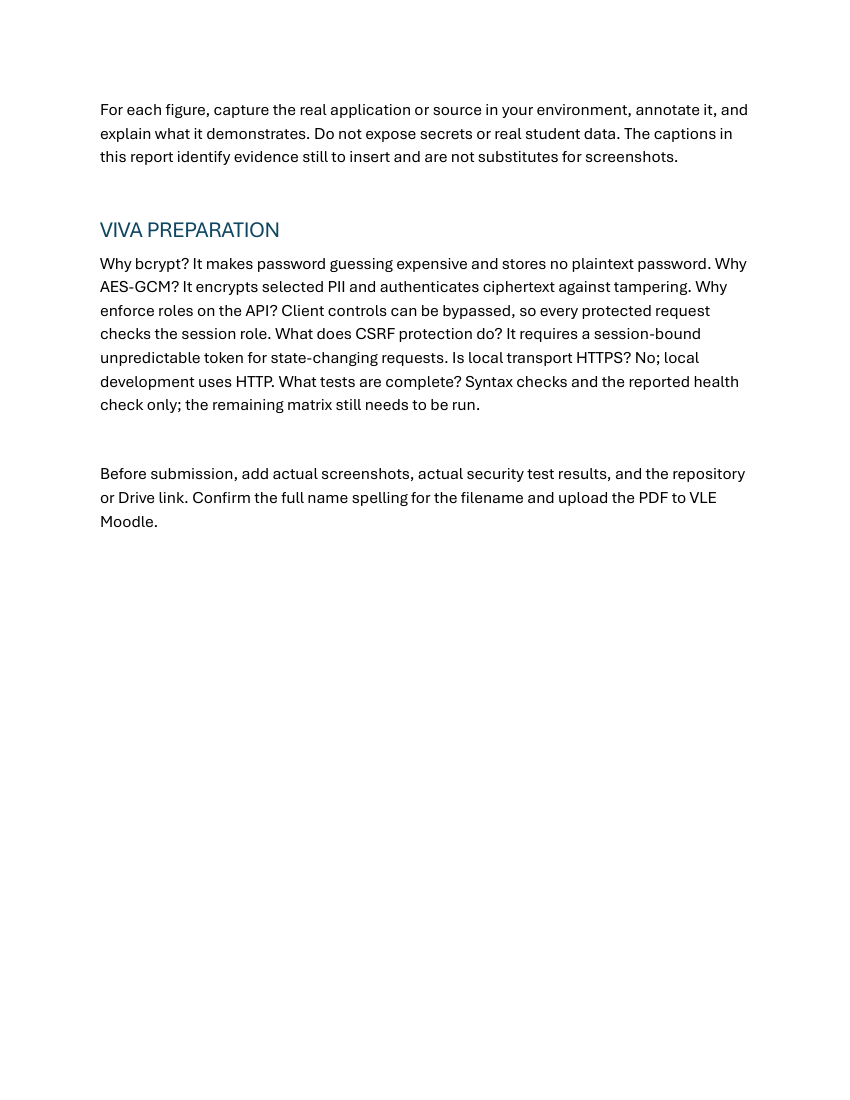 For each figure, capture the real application or source in your environment, annotate it, and
explain what it demonstrates. Do not expose secrets or real student data. The captions in
this report identify evidence still to insert and are not substitutes for screenshots.
VIVA PREPARATION
Why bcrypt? It makes password guessing expensive and stores no plaintext password. Why
AES-GCM? It encrypts selected PII and authenticates ciphertext against tampering. Why
enforce roles on the API? Client controls can be bypassed, so every protected request
checks the session role. What does CSRF protection do? It requires a session-bound
unpredictable token for state-changing requests. Is local transport HTTPS? No; local
development uses HTTP. What tests are complete? Syntax checks and the reported health
check only; the remaining matrix still needs to be run.
Before submission, add actual screenshots, actual security test results, and the repository
or Drive link. Confirm the full name spelling for the filename and upload the PDF to VLE
Moodle.